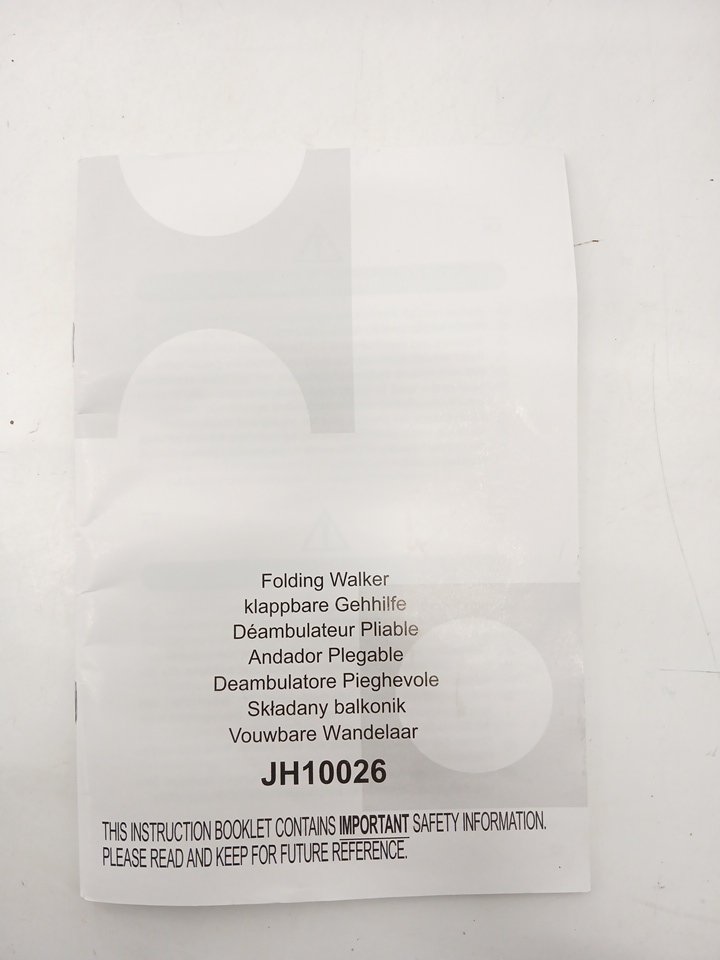 Folding Walker
klappbare Gehhilfe
Déambulateur Pliable
Andador Plegable
Deambulatore Pieghevole
Składany balkonik
Vouwbare Wandelaar
JH10026
THIS INSTRUCTION BOOKLET CONTAINS IMPORTANT SAFETY INFORMATION.
PLEASE READ AND KEEP FOR FUTURE REFERENCE.